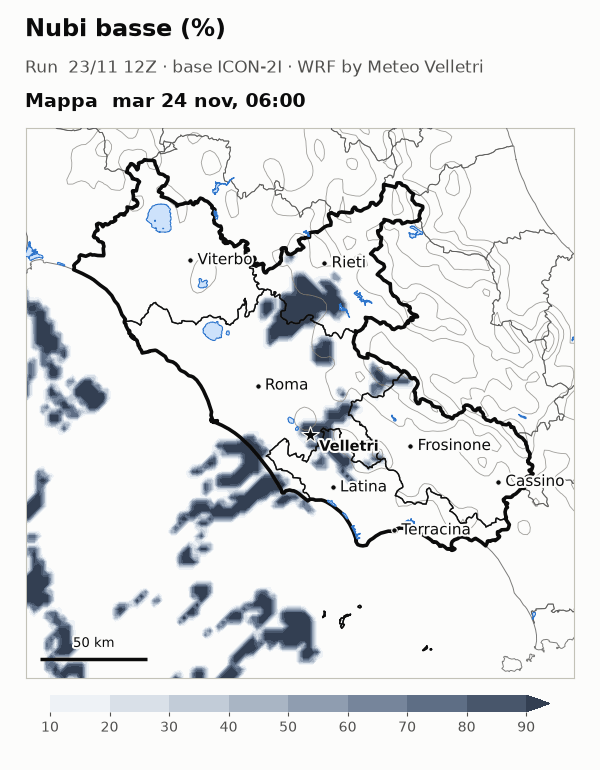 Nubi basse (%)
Run 23/11 12Z · base ICON-2I · WRF by Meteo Velletri
Mappa mar 24 nov, 06:00
Viterbo
Rieti
Roma
Velletri
Frosinone
Latina
Cassino
Terracina
50 km
10 20 30 40 50 60 70 80 90